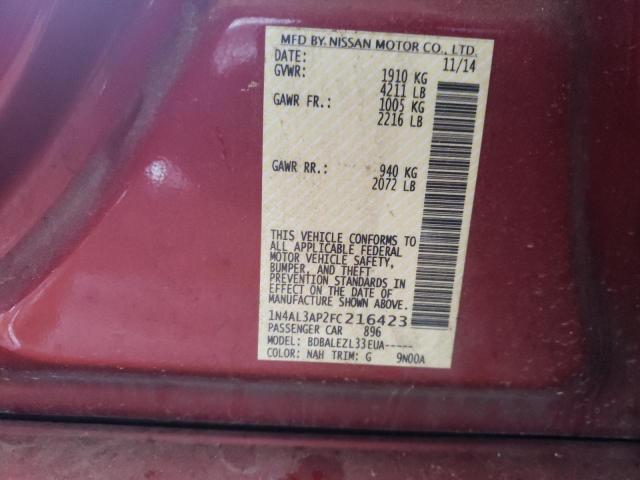 MFD BY. NISSAN MOTOR CO., LTD.
DATE: 11/14
GVWR: 1910 KG
4211 LB
GAWR FR.: 1005 KG
2216 LB
GAWR RR.: 940 KG
2072 LB
THIS VEHICLE CONFORMS TO
ALL APPLICABLE FEDERAL
MOTOR VEHICLE SAFETY,
BUMPER, AND THEFT
PREVENTION STANDARDS
IN EFFECT ON THE DATE OF
MANUFACTURE SHOWN ABOVE.
1N4AL3AP2FC216423
PASSENGER CAR 896
MODEL: BDBALEZL33EUA-----
COLOR: NAH TRIM: G 9N00A